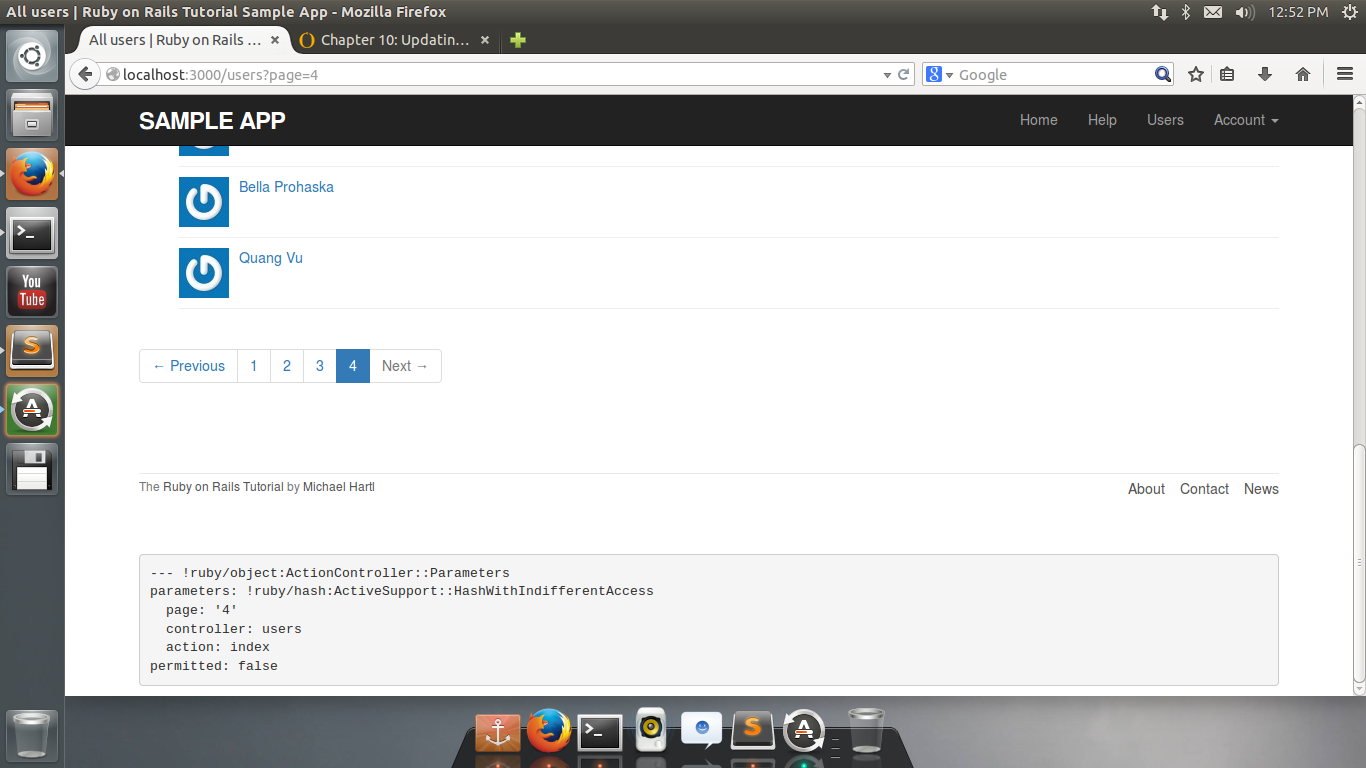 All users | Ruby on Rails Tutorial Sample App - Mozilla Firefox 12:52 PM
All users | Ruby on Rails ... × Chapter 10: Updatin... ×
localhost:3000/users?page=4 8 Google
SAMPLE APP Home Help Users Account
Bella Prohaska
Quang Vu
← Previous 1 2 3 4 Next →
The Ruby on Rails Tutorial by Michael Hartl About Contact News
--- !ruby/object:ActionController::Parameters
parameters: !ruby/hash:ActiveSupport::HashWithIndifferentAccess
  page: '4'
  controller: users
  action: index
permitted: false
>_
You
Tube
S
A
>_
S
A